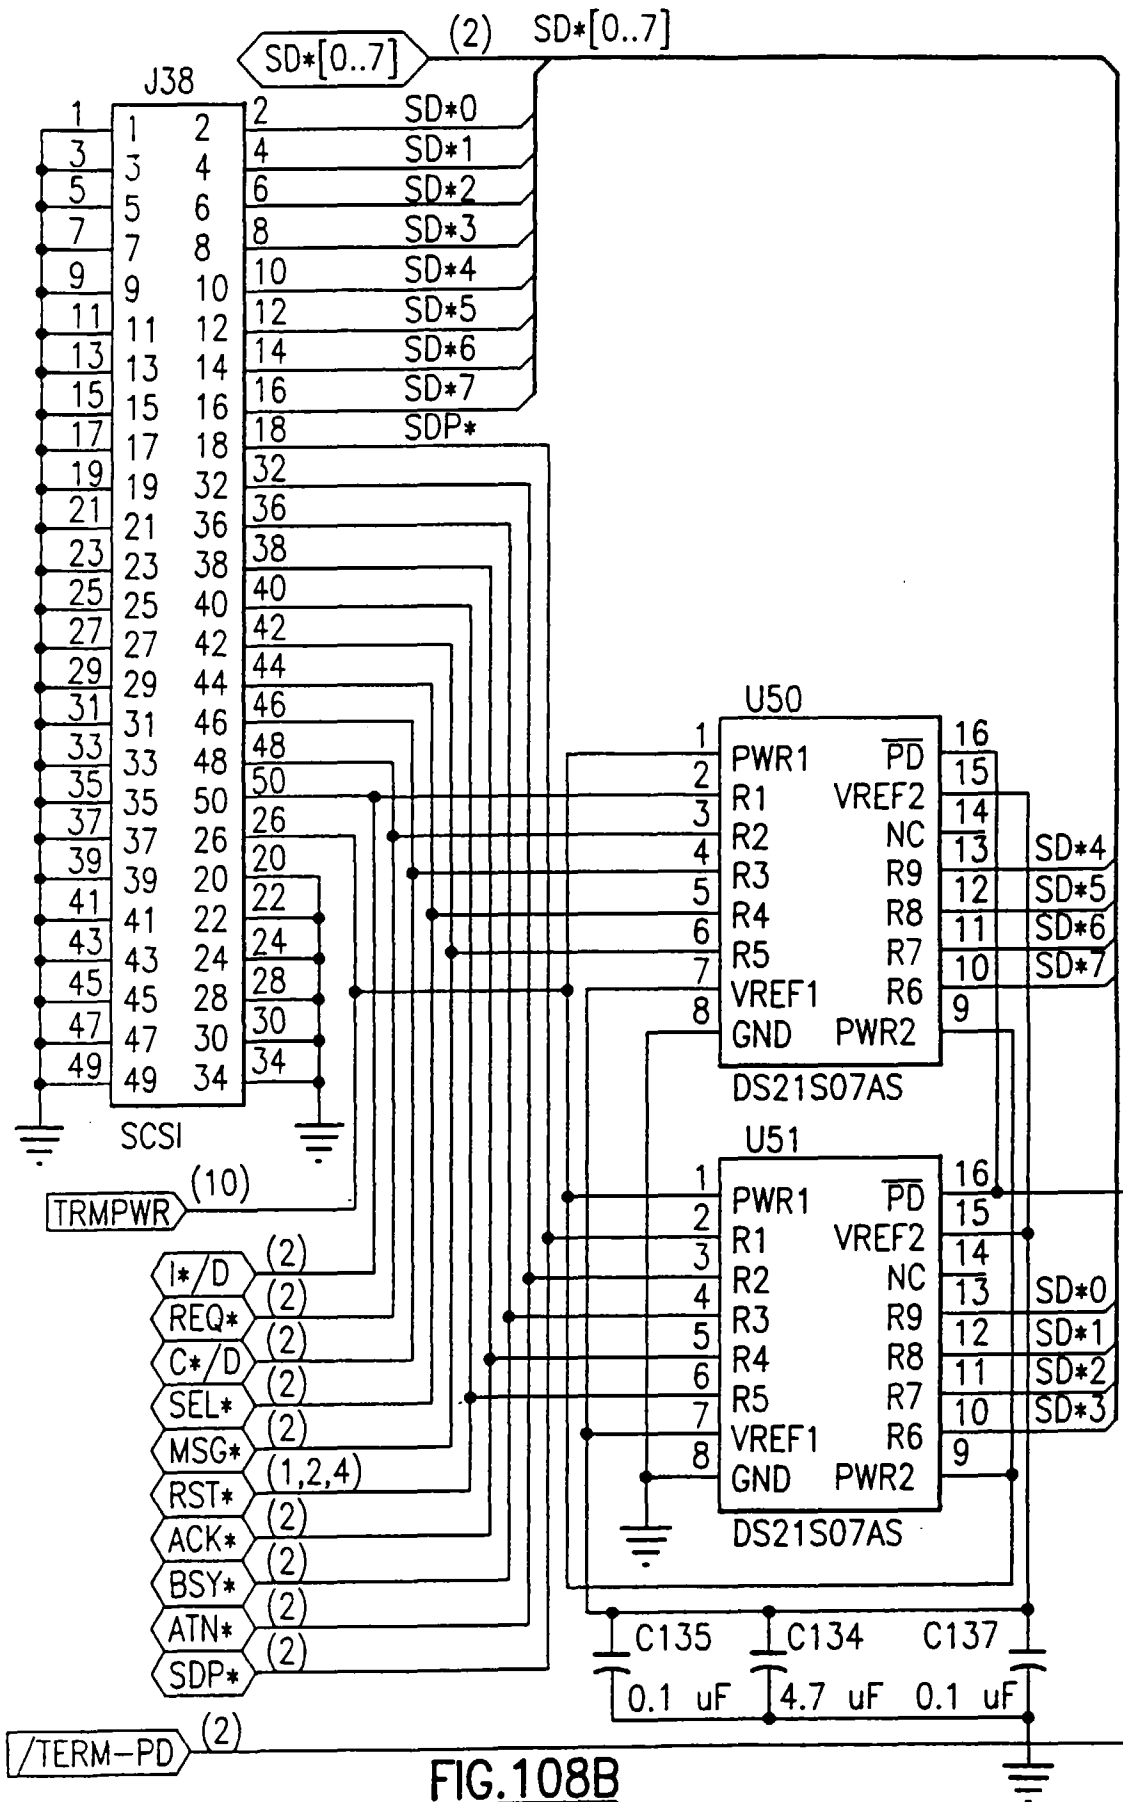 SD*[0..7] (2) SD*[0..7]
J38
1 1 2 2 SD*0
3 3 4 4 SD*1
5 5 6 6 SD*2
7 7 8 8 SD*3
9 9 10 10 SD*4
11 11 12 12 SD*5
13 13 14 14 SD*6
15 15 16 16 SD*7
17 17 18 18 SDP*
19 19 32 32
21 21 36 36
23 23 38 38
25 25 40 40
27 27 42 42
29 29 44 44
31 31 46 46
33 33 48 48
35 35 50 50
37 37 26 26
39 39 20 20
41 41 22 22
43 43 24 24
45 45 28 28
47 47 30 30
49 49 34 34
SCSI
U50
1 PWR1 PD 16
2 R1 VREF2 15
3 R2 NC 14
4 R3 R9 13 SD*4
5 R4 R8 12 SD*5
6 R5 R7 11 SD*6
7 VREF1 R6 10 SD*7
8 GND PWR2 9
DS21S07AS
U51
1 PWR1 PD 16
2 R1 VREF2 15
3 R2 NC 14
4 R3 R9 13 SD*0
5 R4 R8 12 SD*1
6 R5 R7 11 SD*2
7 VREF1 R6 10 SD*3
8 GND PWR2 9
DS21S07AS
TRMPWR (10)
I*/D (2)
REQ* (2)
C*/D (2)
SEL* (2)
MSG* (2)
RST* (1,2,4)
ACK* (2)
BSY* (2)
ATN* (2)
SDP* (2)
C135 C134 C137
0.1 uF 4.7 uF 0.1 uF
/TERM-PD (2)
FIG.108B